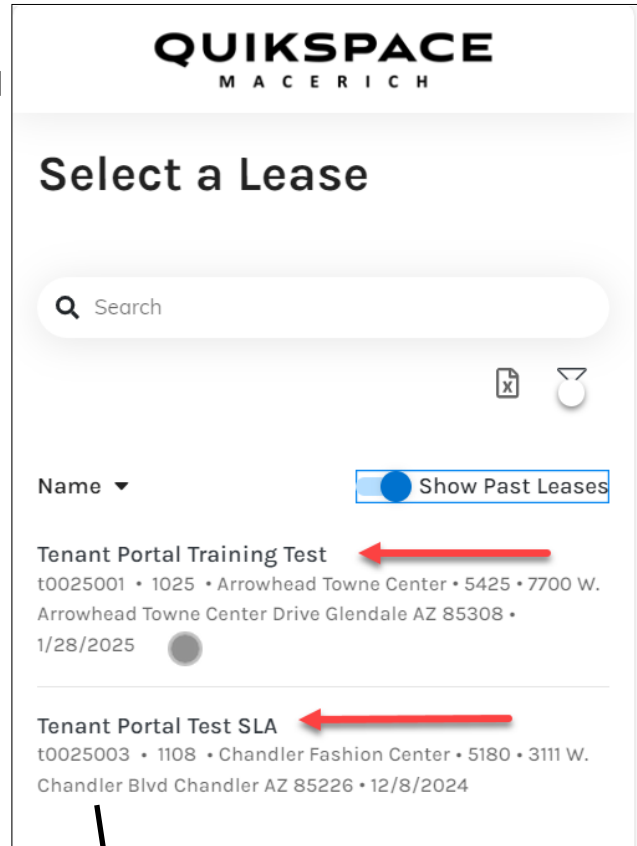 QUIKSPACE
MACERICH
Select a Lease
Search
Name
Show Past Leases
Tenant Portal Training Test
t0025001 • 1025 • Arrowhead Towne Center • 5425 • 7700 W.
Arrowhead Towne Center Drive Glendale AZ 85308 •
1/28/2025
Tenant Portal Test SLA
t0025003 • 1108 • Chandler Fashion Center • 5180 • 3111 W.
Chandler Blvd Chandler AZ 85226 • 12/8/2024